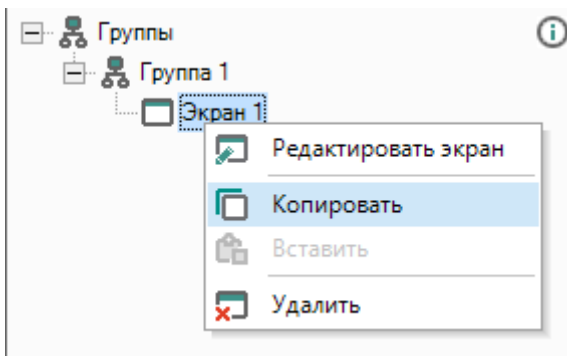 Группы
Группа 1
Экран 1
Редактировать экран
Копировать
Вставить
Удалить